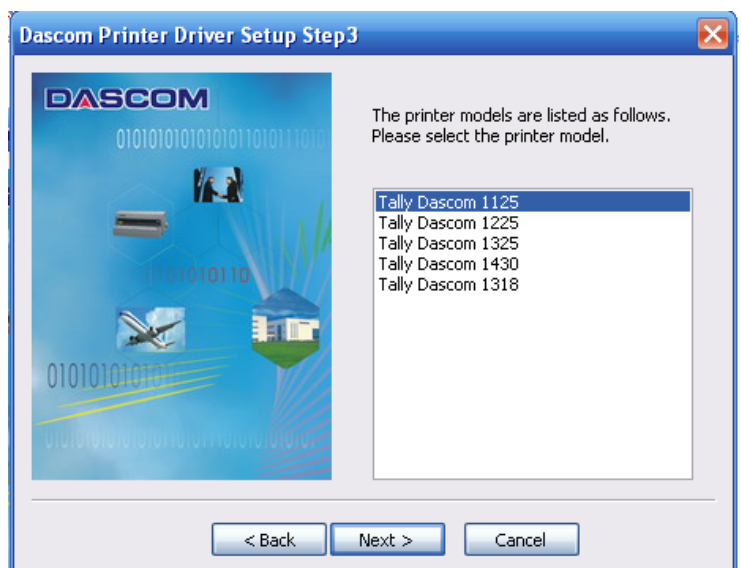 Dascom Printer Driver Setup Step3
DASCOM
The printer models are listed as follows.
Please select the printer model.
Tally Dascom 1125
Tally Dascom 1225
Tally Dascom 1325
Tally Dascom 1430
Tally Dascom 1318
< Back
Next >
Cancel